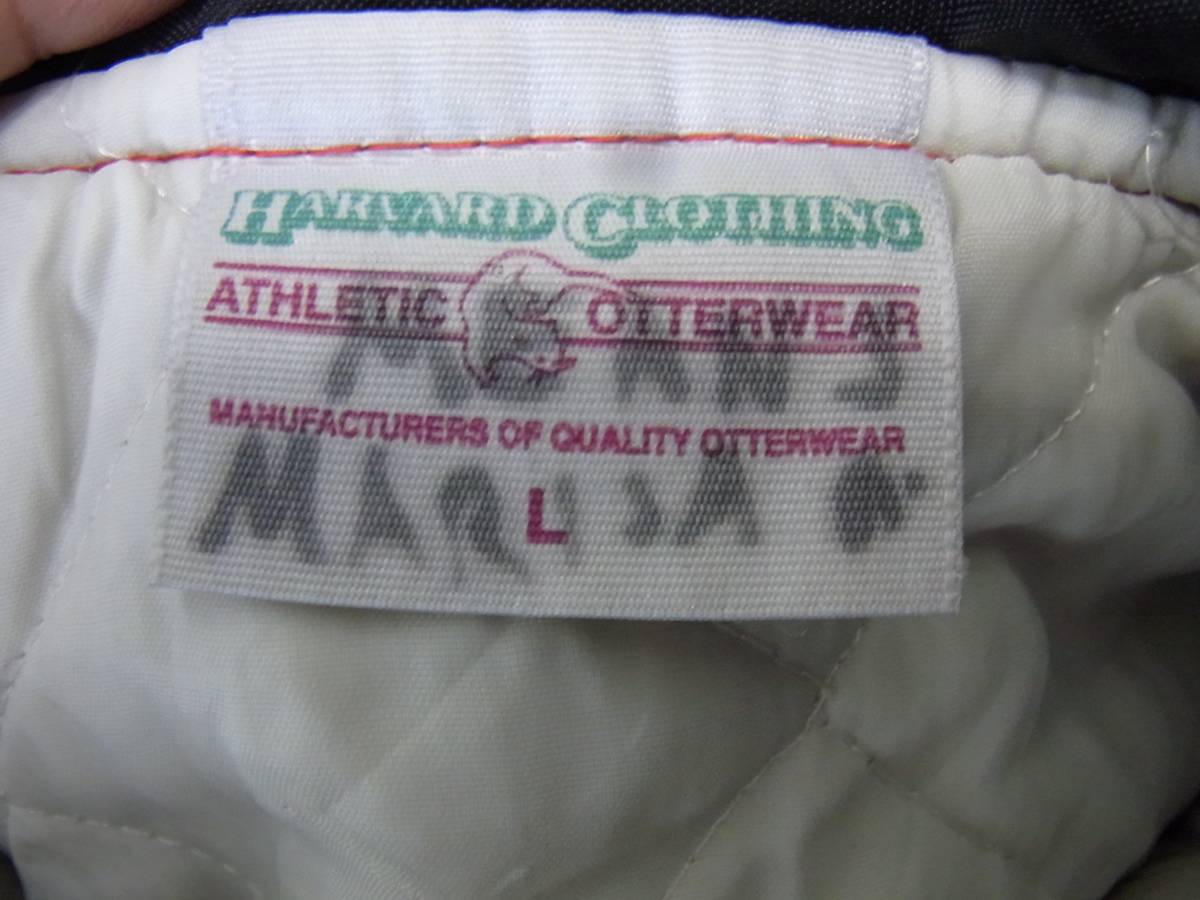 HARVARD CLOTHING
ATHLETIC OTTERWEAR
MANUFACTURERS OF QUALITY OTTERWEAR
L